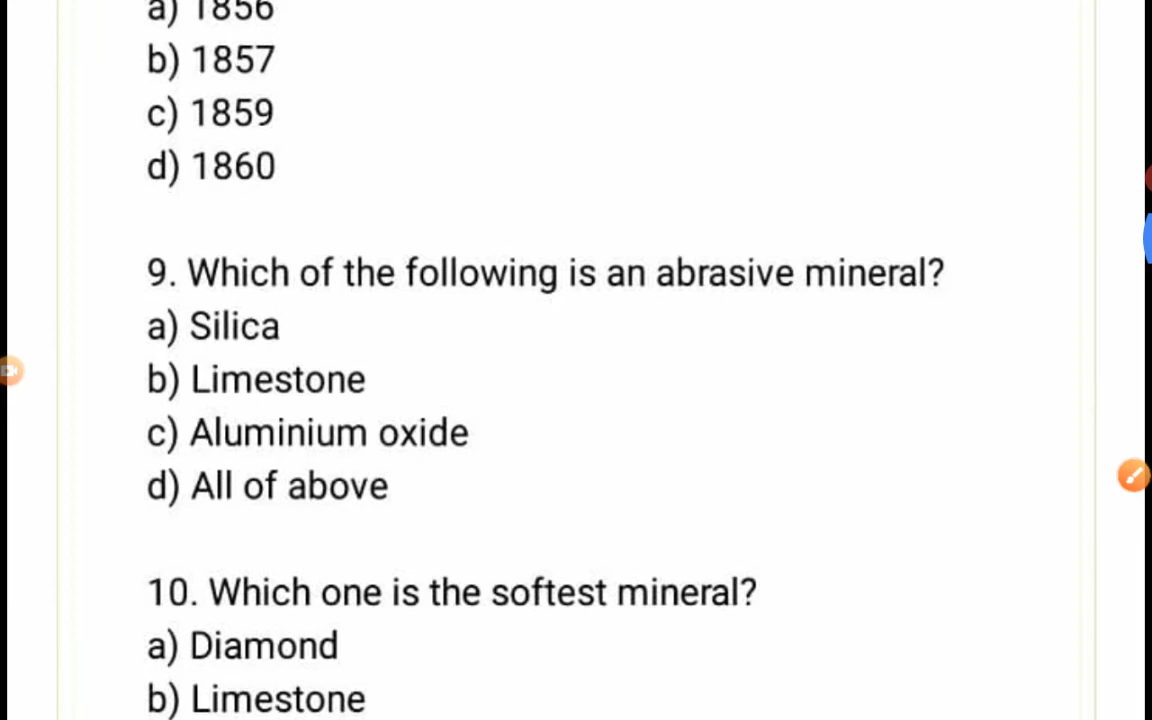 a) 1856
b) 1857
c) 1859
d) 1860
9. Which of the following is an abrasive mineral?
a) Silica
b) Limestone
c) Aluminium oxide
d) All of above
10. Which one is the softest mineral?
a) Diamond
b) Limestone